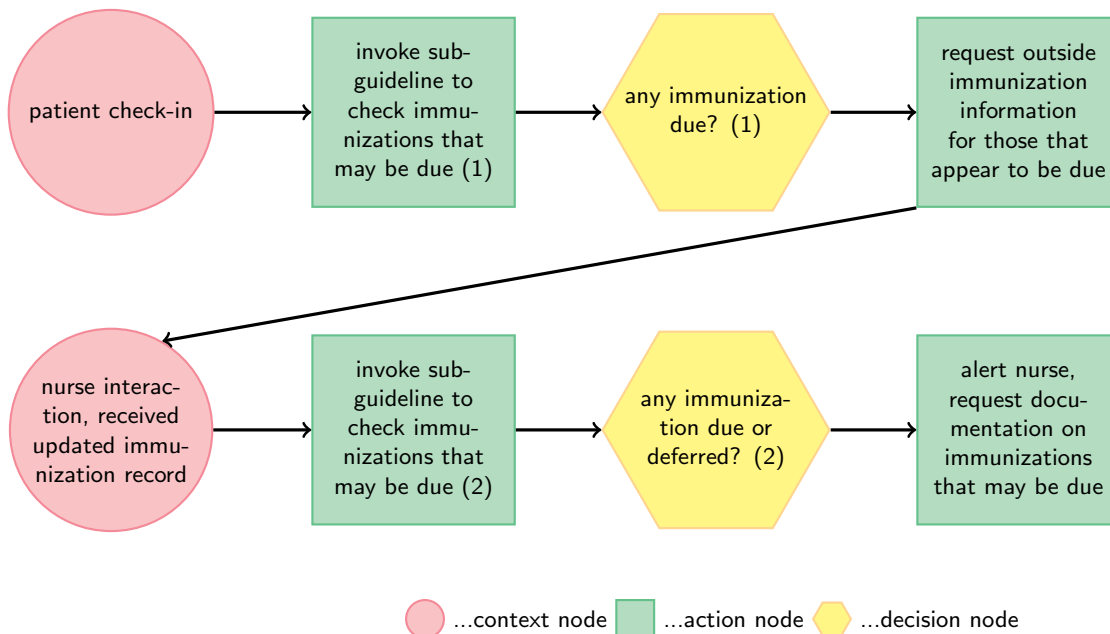 patient check-in
invoke sub-
guideline to
check immu-
nizations that
may be due (1)
any immunization
due? (1)
request outside
immunization
information
for those that
appear to be due
nurse interac-
tion, received
updated immu-
nization record
invoke sub-
guideline to
check immu-
nizations that
may be due (2)
any immuniza-
tion due or
deferred? (2)
alert nurse,
request docu-
mentation on
immunizations
that may be due
...context node
...action node
...decision node